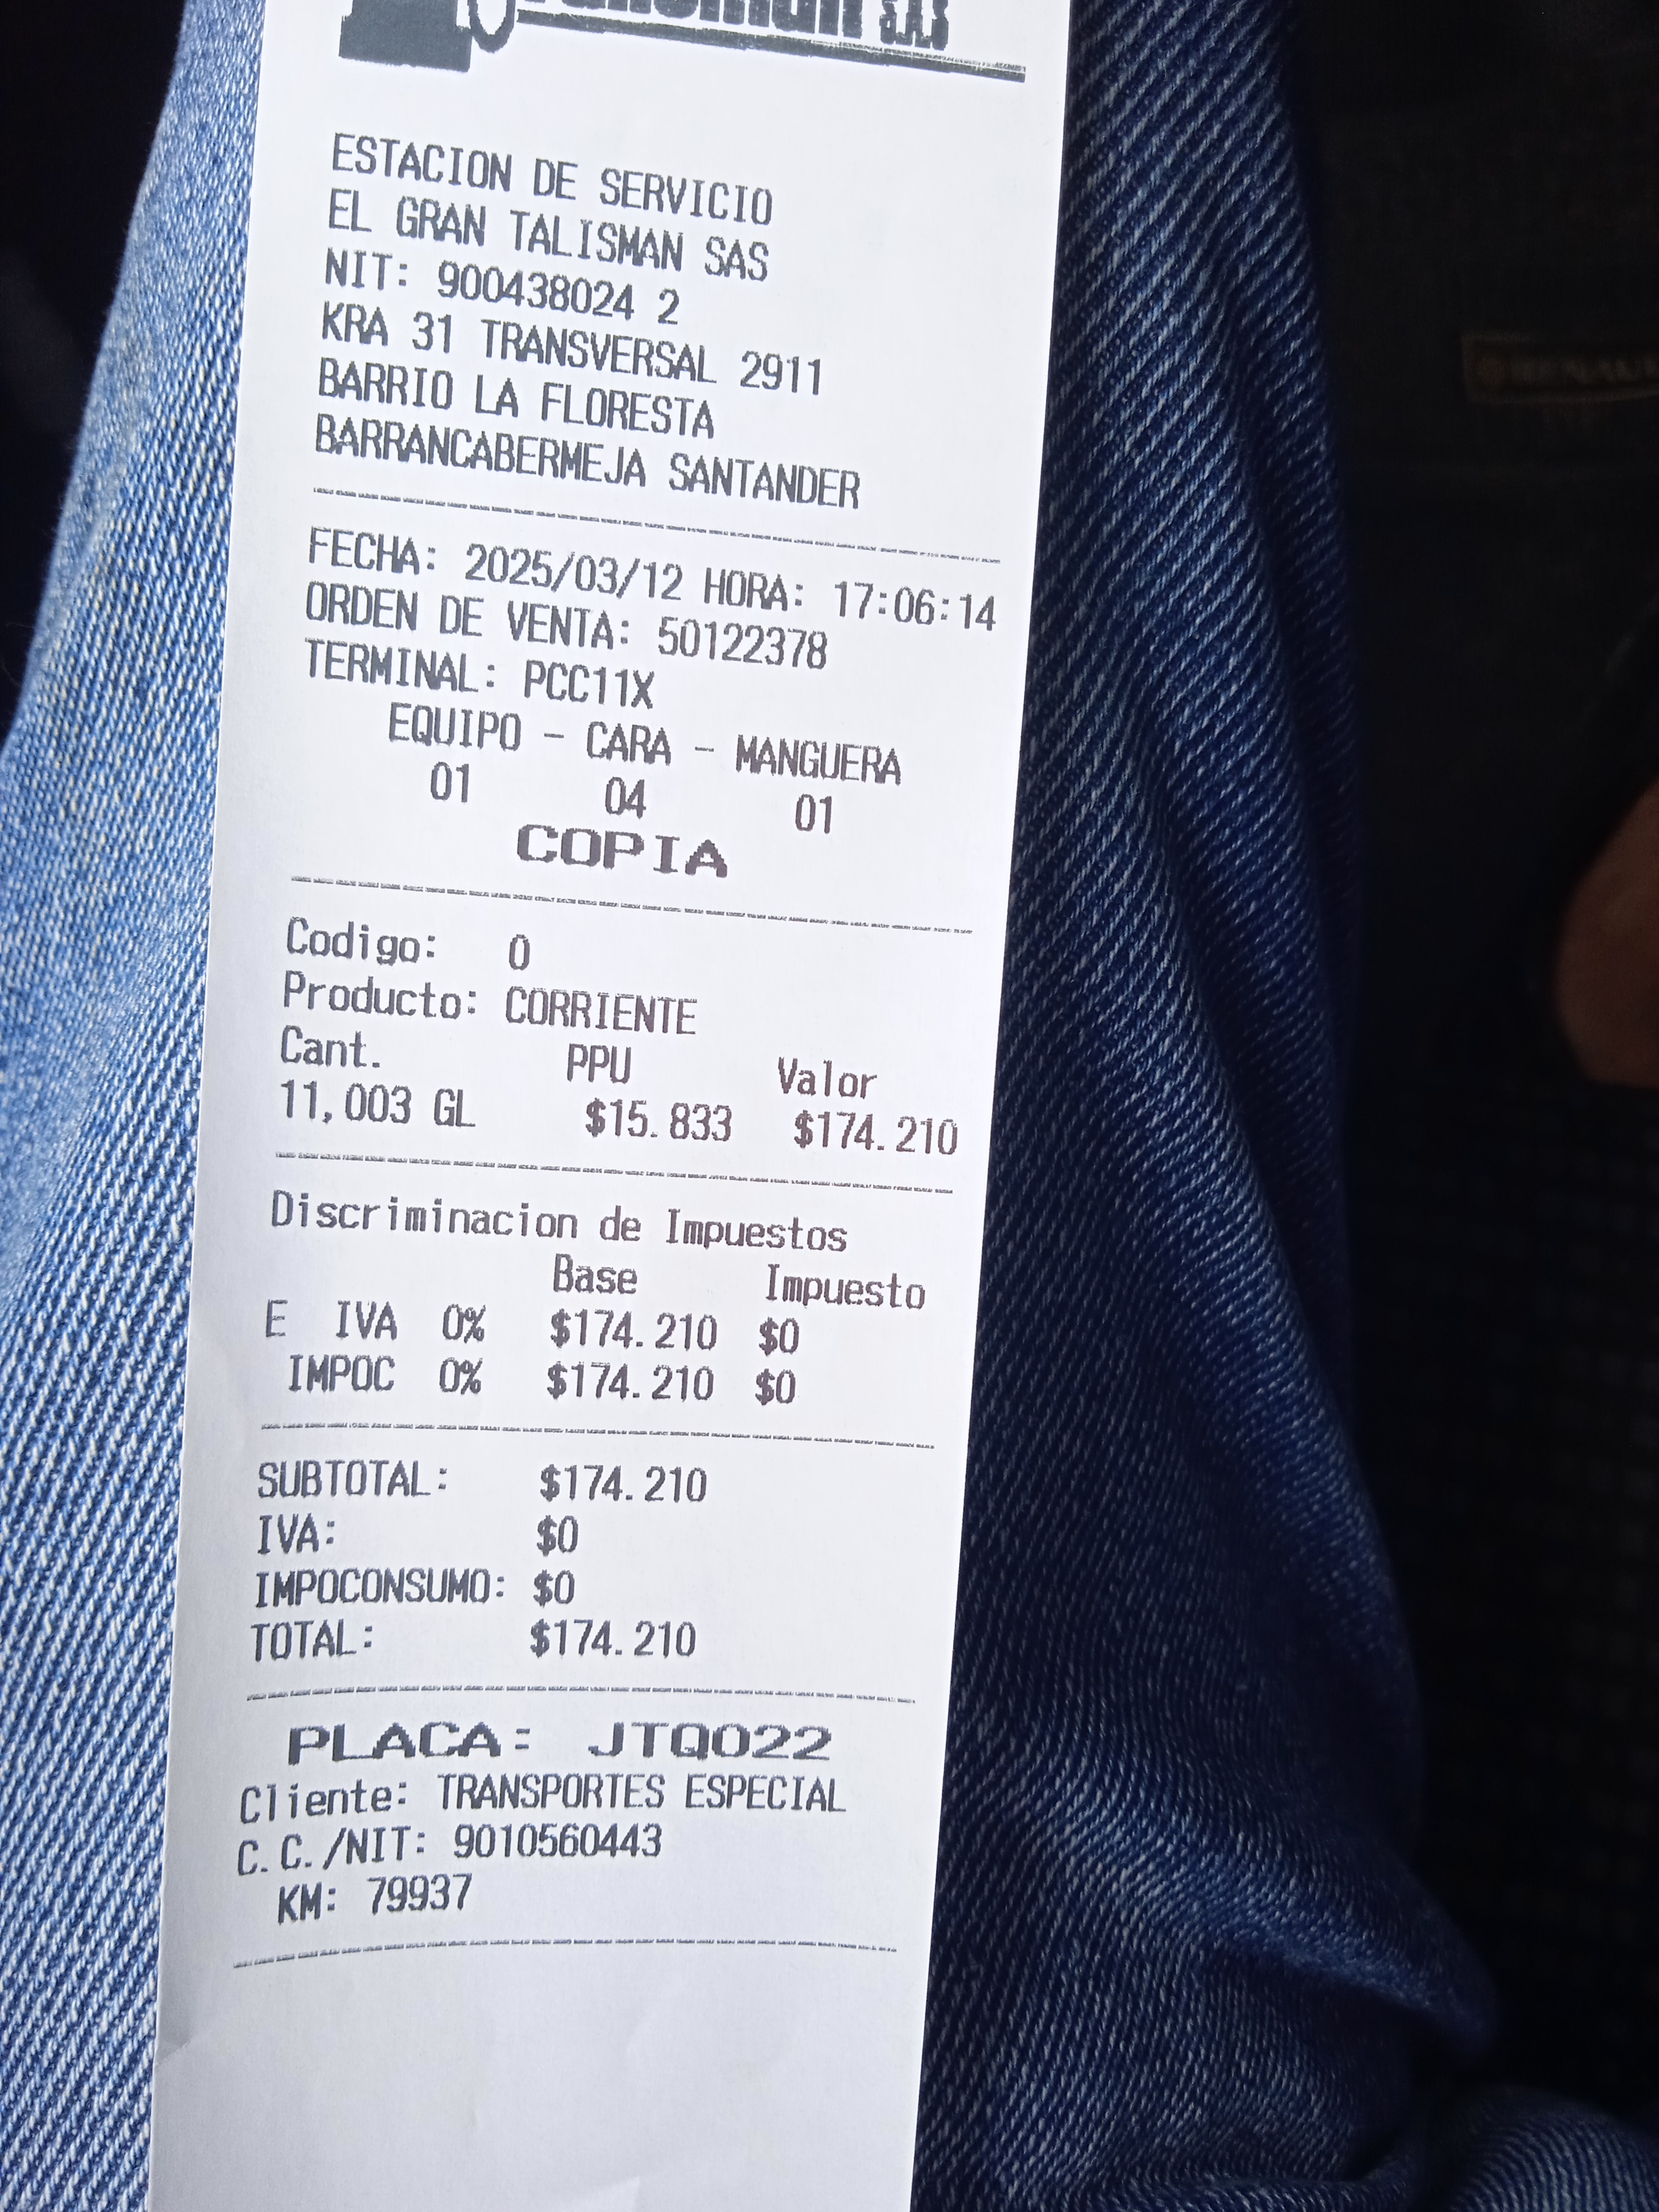 S.A.S
ESTACION DE SERVICIO
EL GRAN TALISMAN SAS
NIT: 900438024 2
KRA 31 TRANSVERSAL 2911
BARRIO LA FLORESTA
BARRANCABERMEJA SANTANDER
FECHA: 2025/03/12 HORA: 17:06:14
ORDEN DE VENTA: 50122378
TERMINAL: PCC11X
EQUIPO - CARA - MANGUERA
01 04 01
COPIA
Codigo: 0
Producto: CORRIENTE
Cant. PPU Valor
11,003 GL $15.833 $174.210
Discriminacion de Impuestos
Base Impuesto
E IVA 0% $174.210 $0
IMPOC 0% $174.210 $0
SUBTOTAL: $174.210
IVA: $0
IMPOCONSUMO: $0
TOTAL: $174.210
PLACA: JTQ022
Cliente: TRANSPORTES ESPECIAL
C.C./NIT: 9010560443
KM: 79937